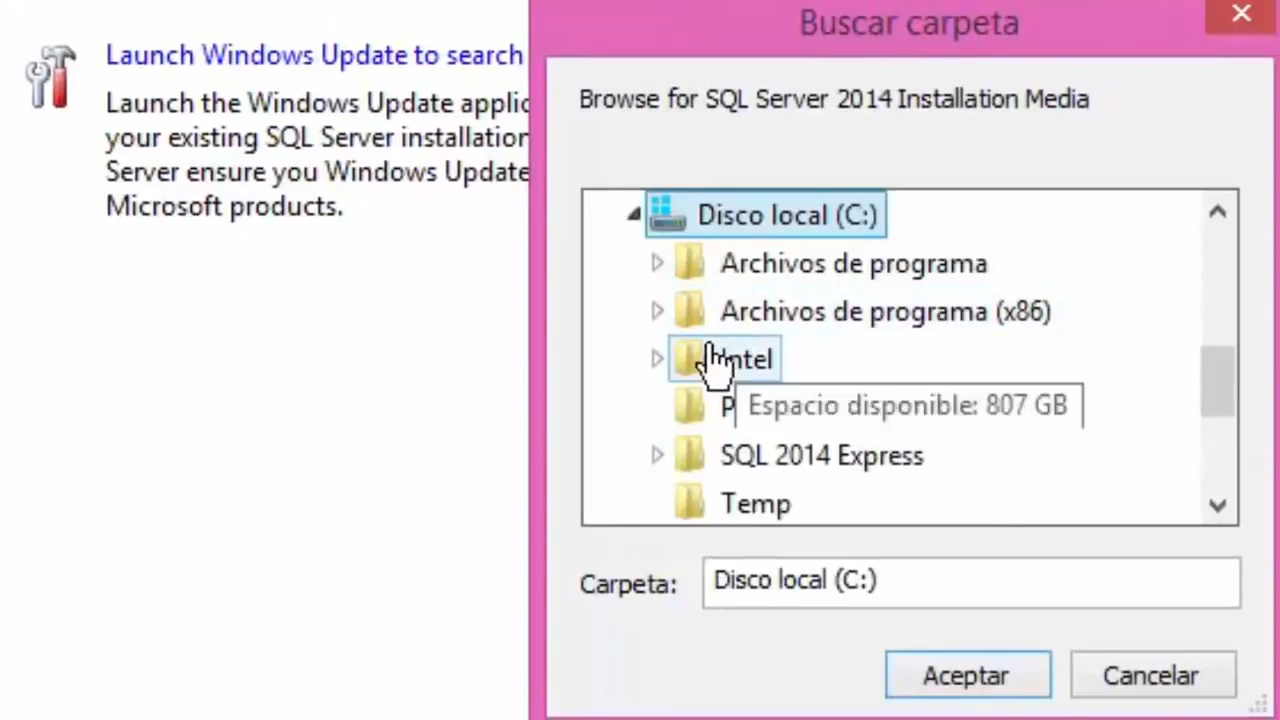 Launch Windows Update to search
Launch the Windows Update applic
your existing SQL Server installation
Server ensure you Windows Update
Microsoft products.
Buscar carpeta
Browse for SQL Server 2014 Installation Media
Disco local (C:)
Archivos de programa
Archivos de programa (x86)
Intel
P
Espacio disponible: 807 GB
SQL 2014 Express
Temp
Carpeta:
Disco local (C:)
Aceptar
Cancelar